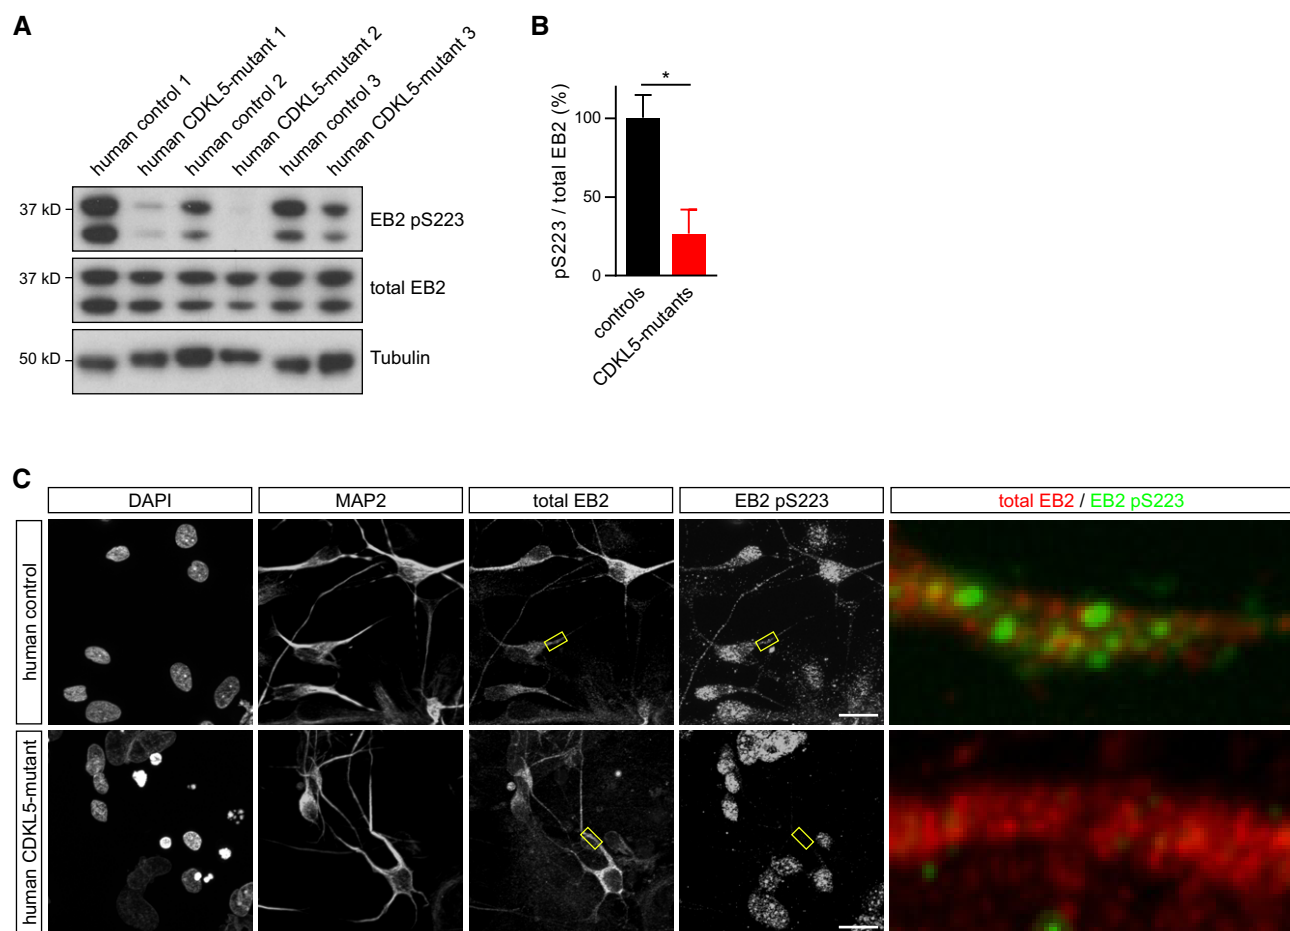 A
human control 1
human CDKL5-mutant 1
human control 2
human CDKL5-mutant 2
human control 3
human CDKL5-mutant 3
37 kD
EB2 pS223
37 kD
total EB2
50 kD
Tubulin
B
*
pS223 / total EB2 (%)
100
50
0
controls
CDKL5-mutants
C
DAPI
MAP2
total EB2
EB2 pS223
total EB2 / EB2 pS223
human control
human CDKL5-mutant